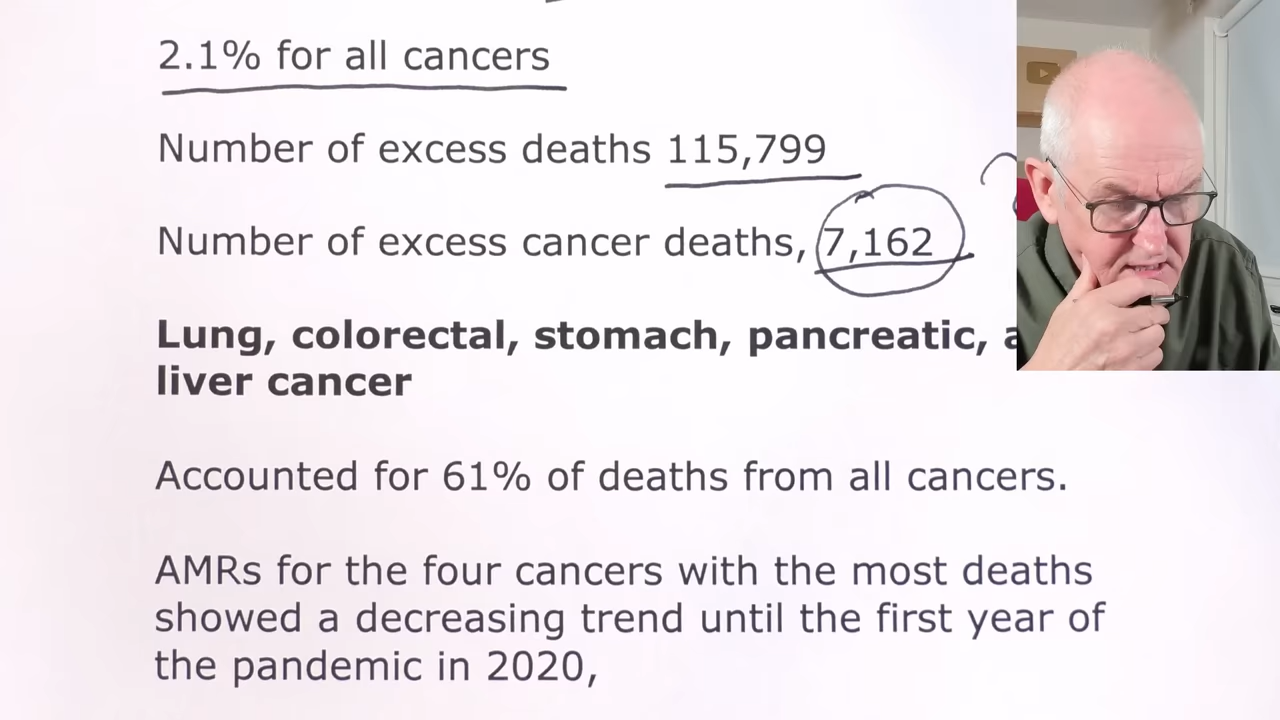 2.1% for all cancers
Number of excess deaths 115,799
Number of excess cancer deaths, 7,162
Lung, colorectal, stomach, pancreatic,
liver cancer
Accounted for 61% of deaths from all cancers.
AMRs for the four cancers with the most deaths
showed a decreasing trend until the first year of
the pandemic in 2020,